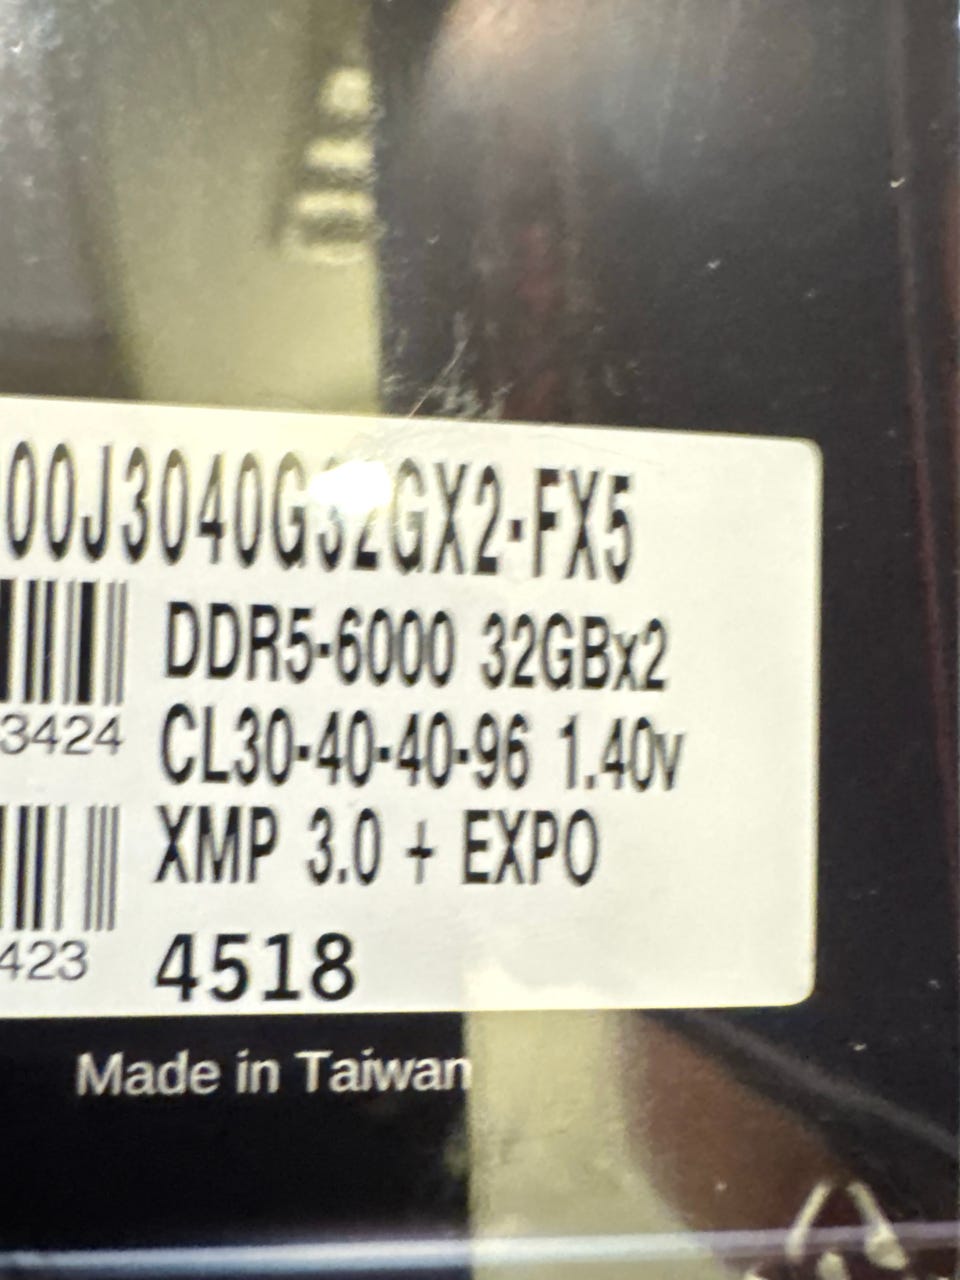 00J3040G32GX2-FX5
DDR5-6000 32GBx2
3424
CL30-40-40-96 1.40v
XMP 3.0 + EXPO
423
4518
Made in Taiwan